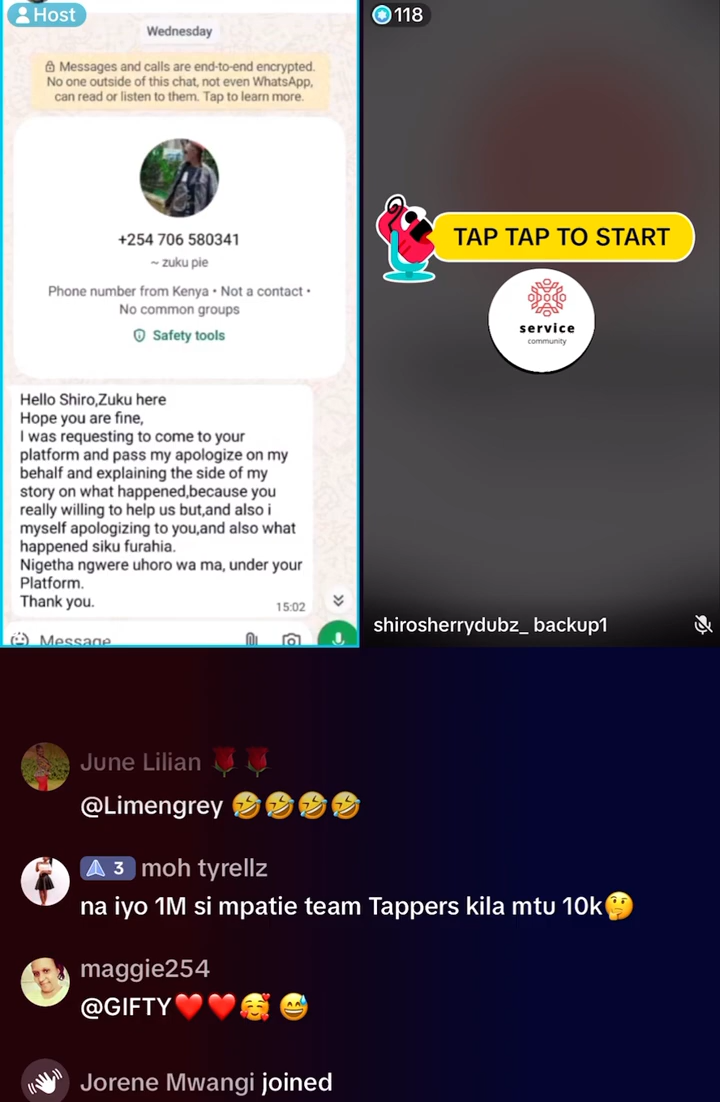 Host
Wednesday
Messages and calls are end-to-end encrypted.
No one outside of this chat, not even WhatsApp,
can read or listen to them. Tap to learn more.
+254 706 580341
~ zuku pie
Phone number from Kenya • Not a contact •
No common groups
Safety tools
Hello Shiro,Zuku here
Hope you are fine,
I was requesting to come to your
platform and pass my apologize on my
behalf and explaining the side of my
story on what happened,because you
really willing to help us but,and also i
myself apologizing to you,and also what
happened siku furahia.
Nigetha ngwere uhoro wa ma, under your
Platform.
Thank you.
15:02
Message
118
TAP TAP TO START
service
community
shirosherrydubz_ backup1
June Lilian 🌹🌹
@Limengrey 🤣🤣🤣🤣
3 moh tyrellz
na iyo 1M si mpatie team Tappers kila mtu 10k🤔
maggie254
@GIFTY❤️❤️🥰 😅
Jorene Mwangi joined